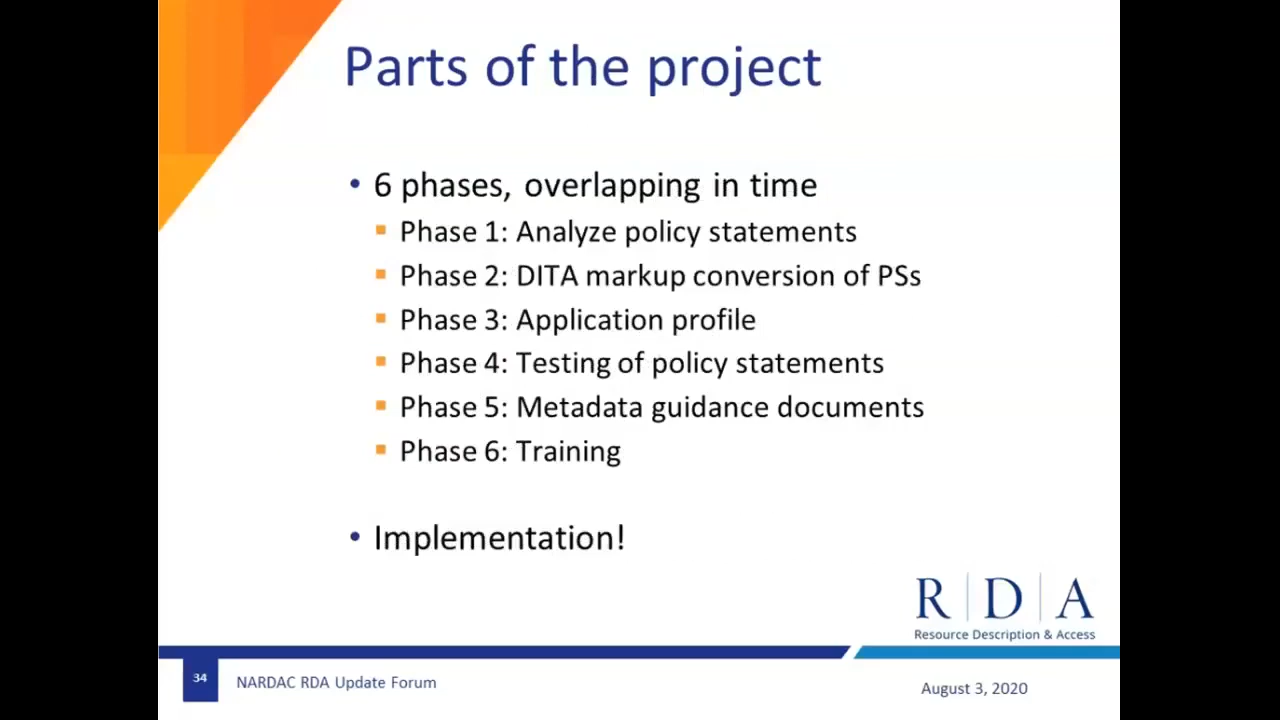 Parts of the project
• 6 phases, overlapping in time
▪ Phase 1: Analyze policy statements
▪ Phase 2: DITA markup conversion of PSs
▪ Phase 3: Application profile
▪ Phase 4: Testing of policy statements
▪ Phase 5: Metadata guidance documents
▪ Phase 6: Training
• Implementation!
R|D|A
Resource Description & Access
34
NARDAC RDA Update Forum
August 3, 2020